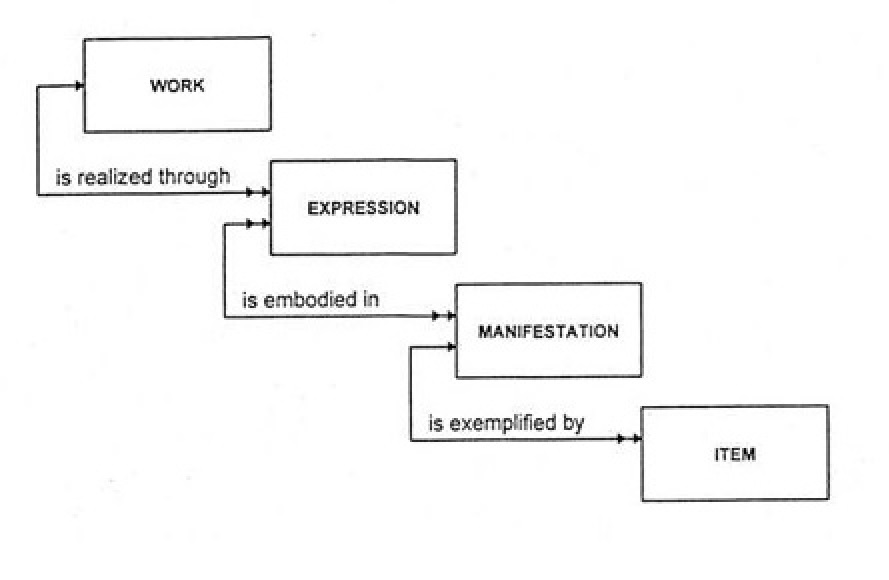 WORK
is realized through
EXPRESSION
is embodied in
MANIFESTATION
is exemplified by
ITEM